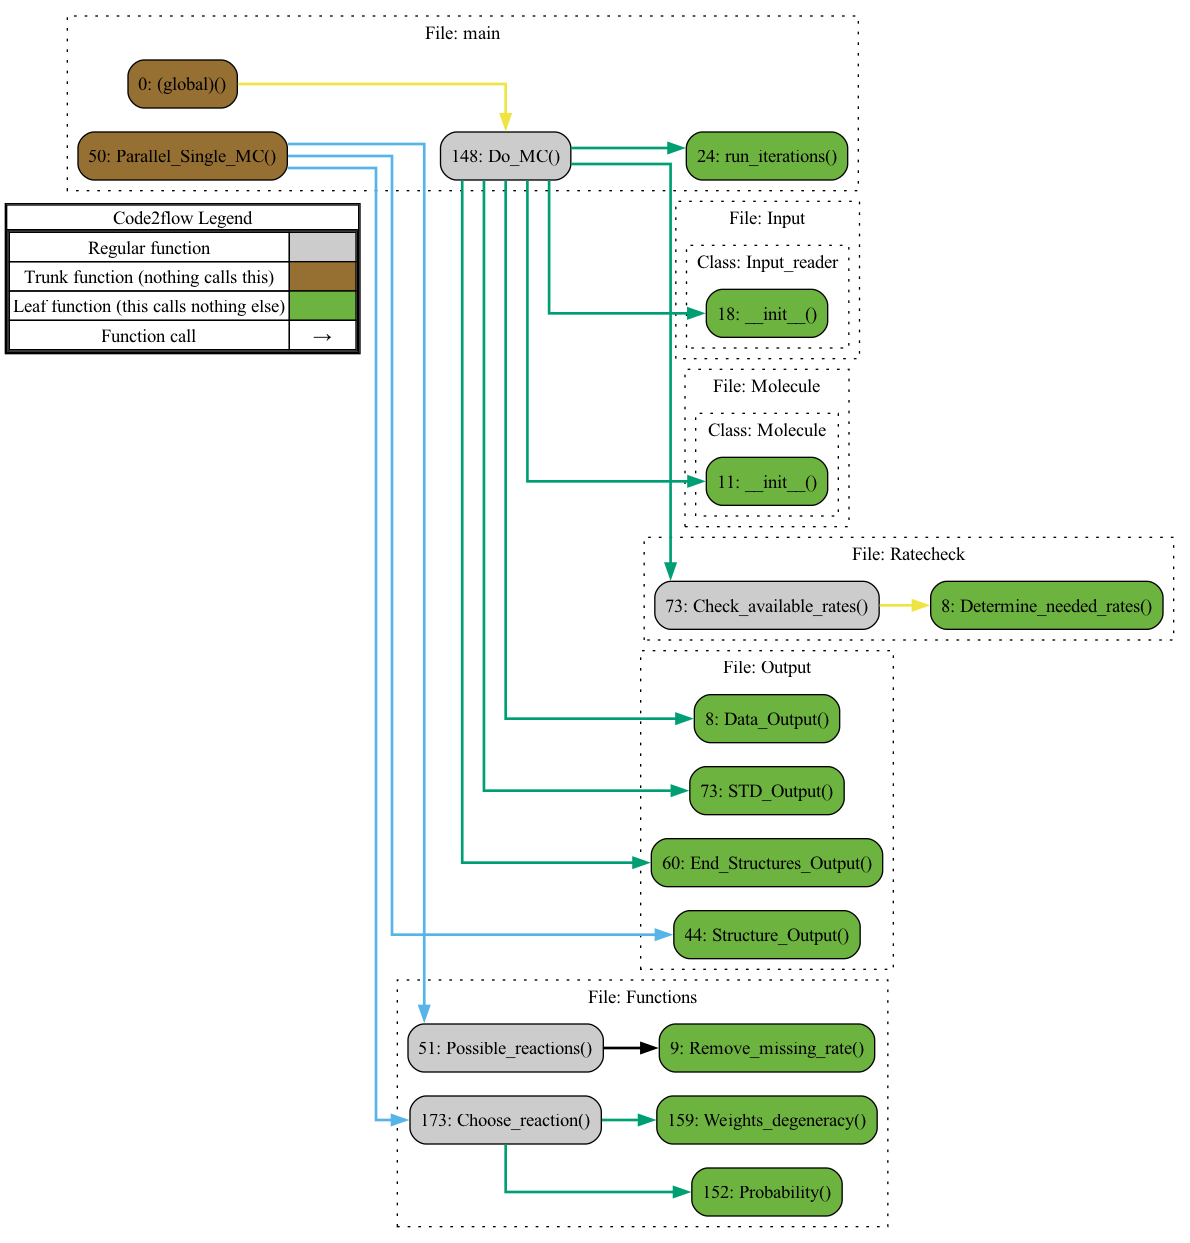 File: main
0: (global)()
50: Parallel_Single_MC()
148: Do_MC()
24: run_iterations()
Code2flow Legend
Regular function
Trunk function (nothing calls this)
Leaf function (this calls nothing else)
Function call →
File: Input
Class: Input_reader
18: __init__()
File: Molecule
Class: Molecule
11: __init__()
File: Ratecheck
73: Check_available_rates()
8: Determine_needed_rates()
File: Output
8: Data_Output()
73: STD_Output()
60: End_Structures_Output()
44: Structure_Output()
File: Functions
51: Possible_reactions()
9: Remove_missing_rate()
173: Choose_reaction()
159: Weights_degeneracy()
152: Probability()